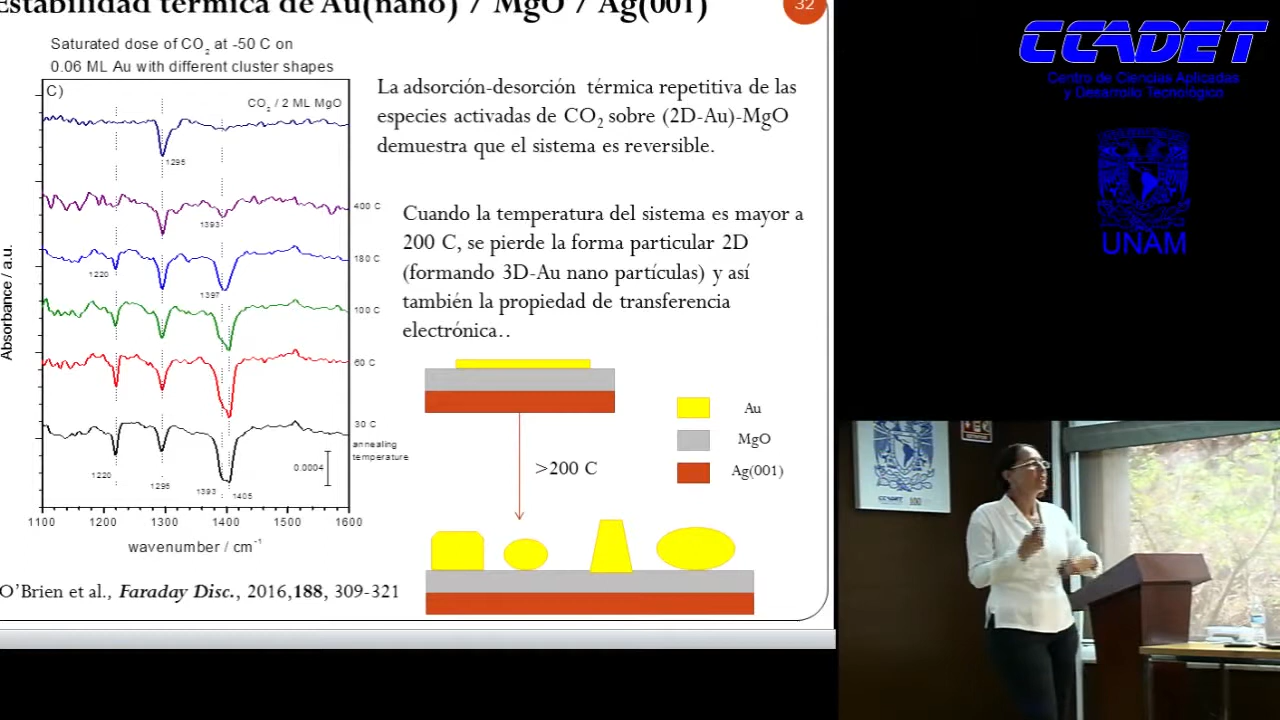 Estabilidad térmica de Au(nano) / MgO / Ag(001)
32
Saturated dose of CO2 at -50 C on
0.06 ML Au with different cluster shapes
C)
CO2 / 2 ML MgO
1295
400 C
1393
180 C
1220
1397
100 C
60 C
30 C
annealing
temperature
0.0004
1220
1295
1393
1405
1100
1200
1300
1400
1500
1600
wavenumber / cm-1
Absorbance / a.u.
O'Brien et al., Faraday Disc., 2016,188, 309-321
La adsorción-desorción térmica repetitiva de las
especies activadas de CO2 sobre (2D-Au)-MgO
demuestra que el sistema es reversible.
Cuando la temperatura del sistema es mayor a
200 C, se pierde la forma particular 2D
(formando 3D-Au nano partículas) y así
también la propiedad de transferencia
electrónica..
Au
MgO
Ag(001)
>200 C
CCADET
Centro de Ciencias Aplicadas
y Desarrollo Tecnológico
UNAM
CCADET
100